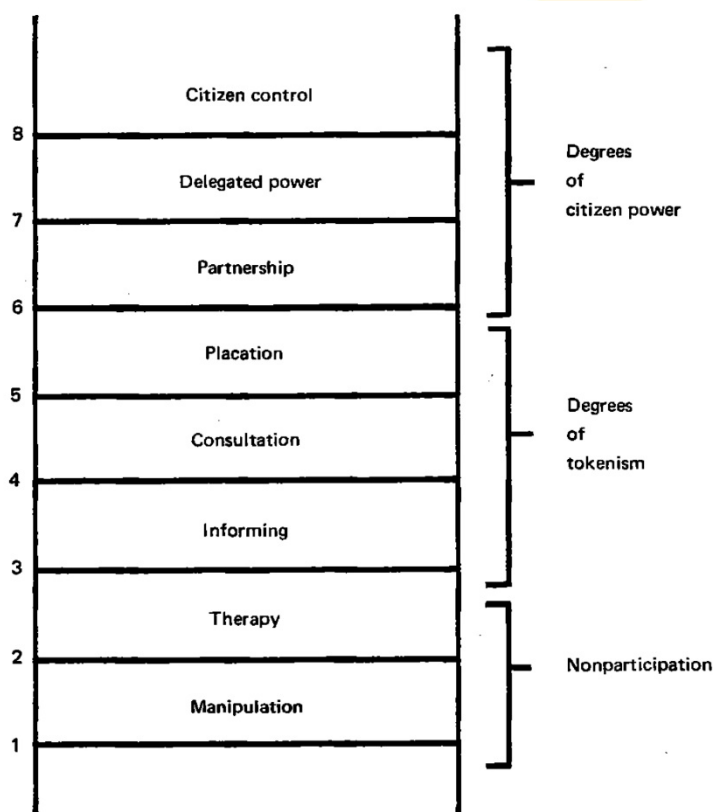 Citizen control
8
Delegated power
7
Partnership
6
Placation
5
Consultation
4
Informing
3
Therapy
2
Manipulation
1
Degrees
of
citizen power
Degrees
of
tokenism
Nonparticipation